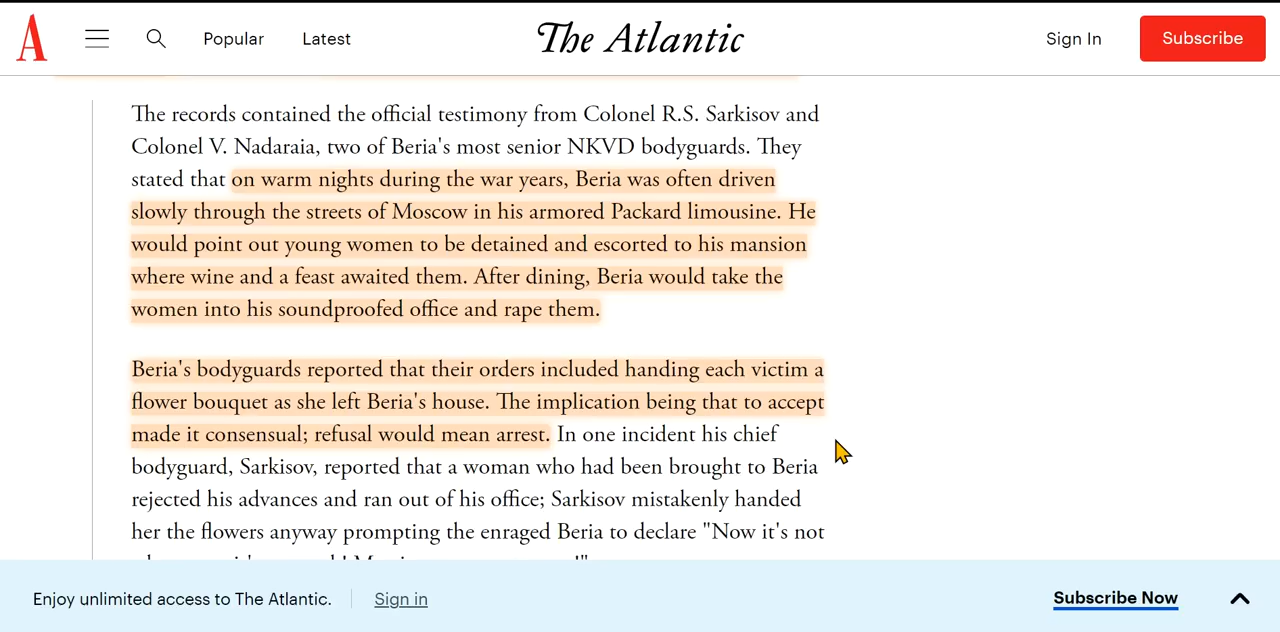 A
Popular
Latest
The Atlantic
Sign In
Subscribe
The records contained the official testimony from Colonel R.S. Sarkisov and
Colonel V. Nadaraia, two of Beria's most senior NKVD bodyguards. They
stated that on warm nights during the war years, Beria was often driven
slowly through the streets of Moscow in his armored Packard limousine. He
would point out young women to be detained and escorted to his mansion
where wine and a feast awaited them. After dining, Beria would take the
women into his soundproofed office and rape them.
Beria's bodyguards reported that their orders included handing each victim a
flower bouquet as she left Beria's house. The implication being that to accept
made it consensual; refusal would mean arrest. In one incident his chief
bodyguard, Sarkisov, reported that a woman who had been brought to Beria
rejected his advances and ran out of his office; Sarkisov mistakenly handed
her the flowers anyway prompting the enraged Beria to declare "Now it's not
Enjoy unlimited access to The Atlantic.
Sign in
Subscribe Now